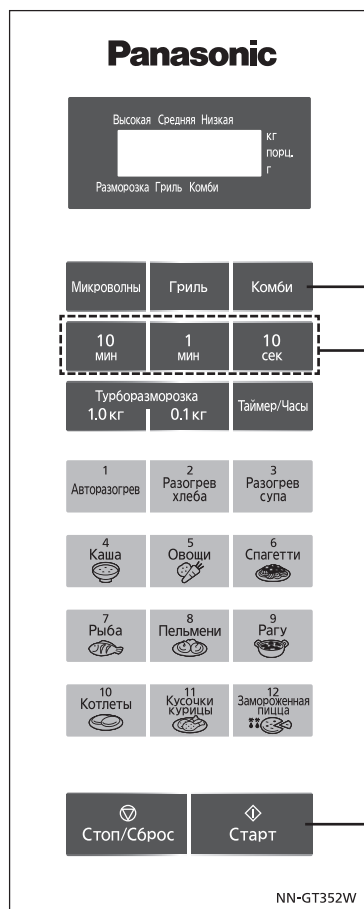 Panasonic
Высокая Средняя Низкая
кг
порц.
г
Разморозка Гриль Комби
Микроволны Гриль Комби
10 1 10
мин мин сек
Турборазморозка
1.0 кг 0.1 кг Таймер/Часы
1 2 3
Авторазогрев Разогрев хлеба Разогрев супа
4 5 6
Каша Овощи Спагетти
7 8 9
Рыба Пельмени Рагу
10 11 12
Котлеты Кусочки курицы Замороженная пицца
Стоп/Сброс Старт
NN-GT352W